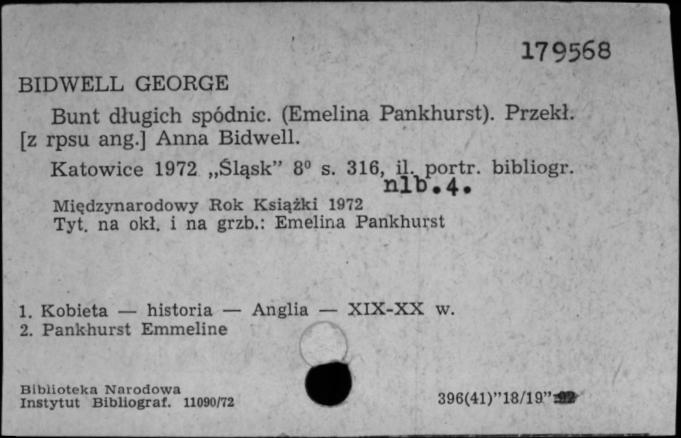 179568
BIDWELL GEORGE
Bunt długich spódnic. (Emelina Pankhurst). Przekł.
[z rpsu ang.] Anna Bidwell.
Katowice 1972 „Śląsk” 8⁰ s. 316, il. portr. bibliogr.
nlb.4.
Międzynarodowy Rok Książki 1972
Tyt. na okł. i na grzb.: Emelina Pankhurst
1. Kobieta — historia — Anglia — XIX-XX w.
2. Pankhurst Emmeline
Biblioteka Narodowa
Instytut Bibliograf. 11090/72
396(41)”18/19”